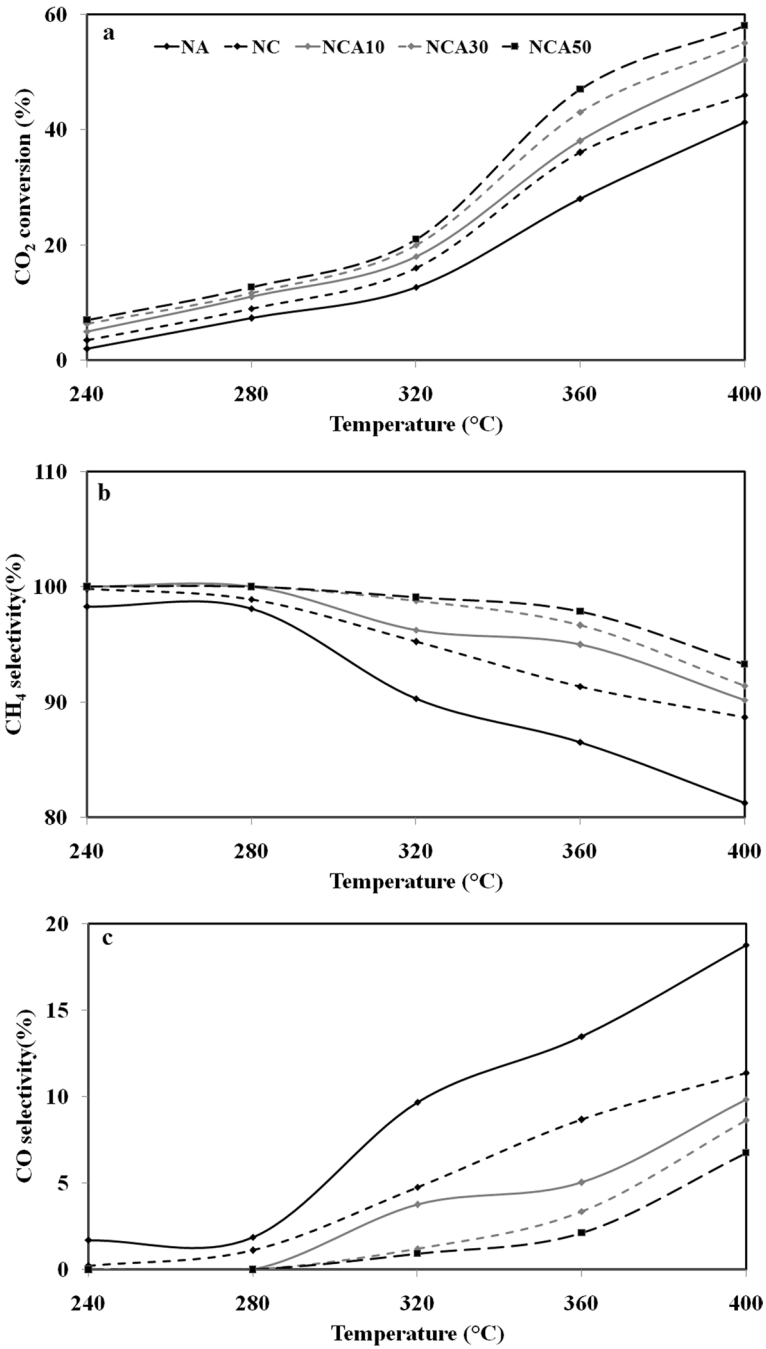 60
a
NA NC NCA10 NCA30 NCA50
40
20
0
CO₂ conversion (%)
240 280 320 360 400
Temperature (°C)
110
b
100
90
80
CH₄ selectivity(%)
240 280 320 360 400
Temperature (°C)
20
c
15
10
5
0
CO selectivity(%)
240 280 320 360 400
Temperature (°C)